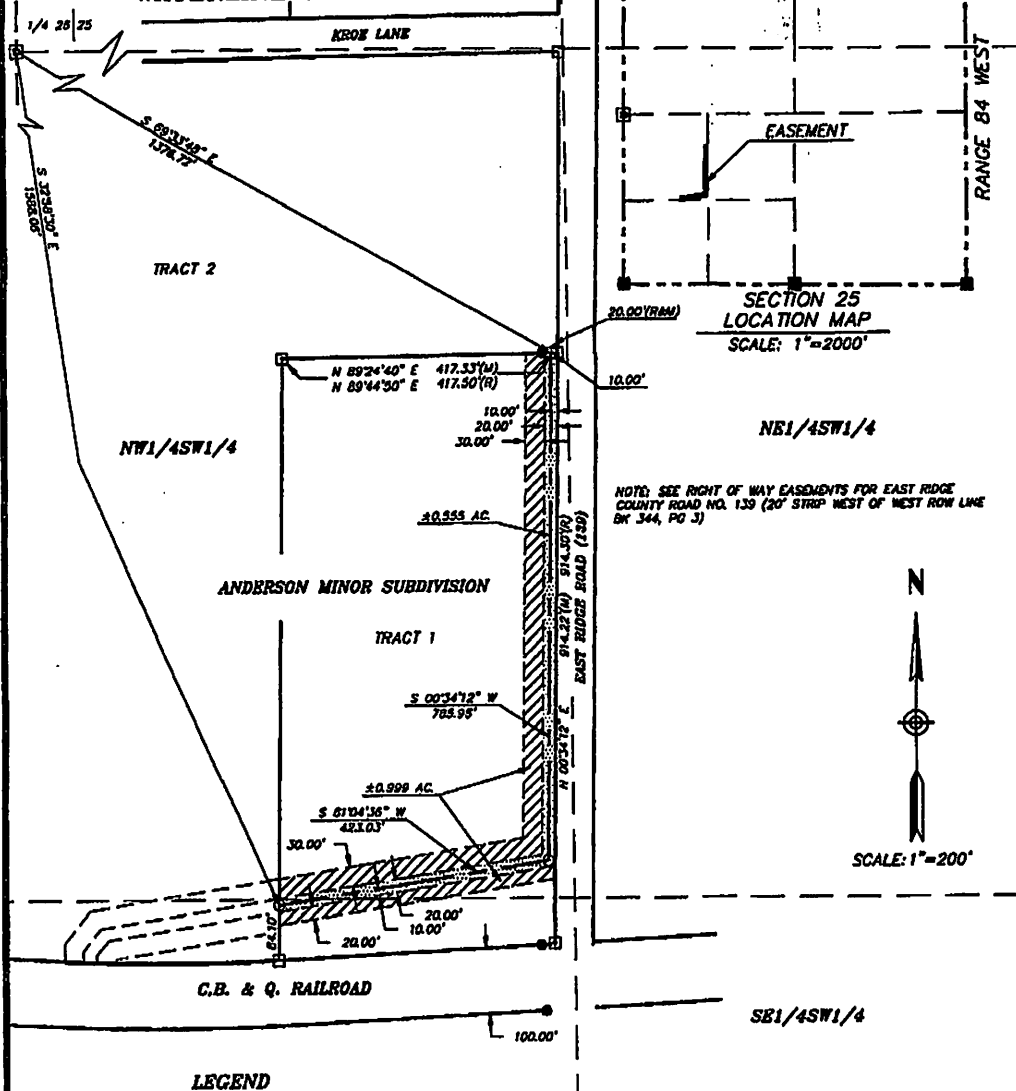 1/4 26 25
KROE LANE
S 69°33'48" E
1376.72'
S 32°58'30" E
TRACT 2
EASEMENT
RANGE 84 WEST
SECTION 25
LOCATION MAP
SCALE: 1"=2000'
20.00'(R&M)
N 89°24'40" E 417.33'(M)
N 89°44'50" E 417.50'(R)
10.00'
10.00'
20.00'
30.00'
NW1/4SW1/4
NE1/4SW1/4
NOTE: SEE RIGHT OF WAY EASEMENTS FOR EAST RIDGE
COUNTY ROAD NO. 139 (20' STRIP WEST OF WEST ROW LINE
BK 344, PG 3)
±0.555 AC.
914.22'(M) 914.30'(R)
EAST RIDGE ROAD (139)
N 00°34'12" E
ANDERSON MINOR SUBDIVISION
TRACT 1
N
S 00°34'12" W
785.95'
±0.999 AC.
S 81°04'36" W
423.03'
30.00'
SCALE: 1"=200'
20.00'
10.00'
20.00'
84.10'
C.B. & Q. RAILROAD
100.00'
SE1/4SW1/4
LEGEND